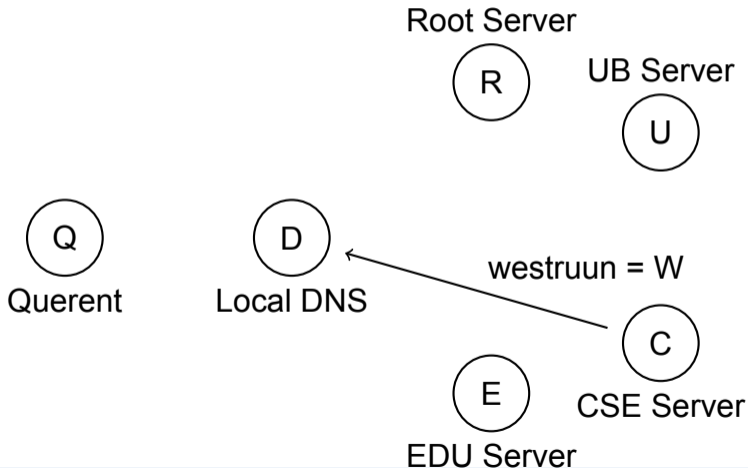 Root Server
R
UB Server
U
Q
Querent
D
Local DNS
westruun = W
C
CSE Server
E
EDU Server